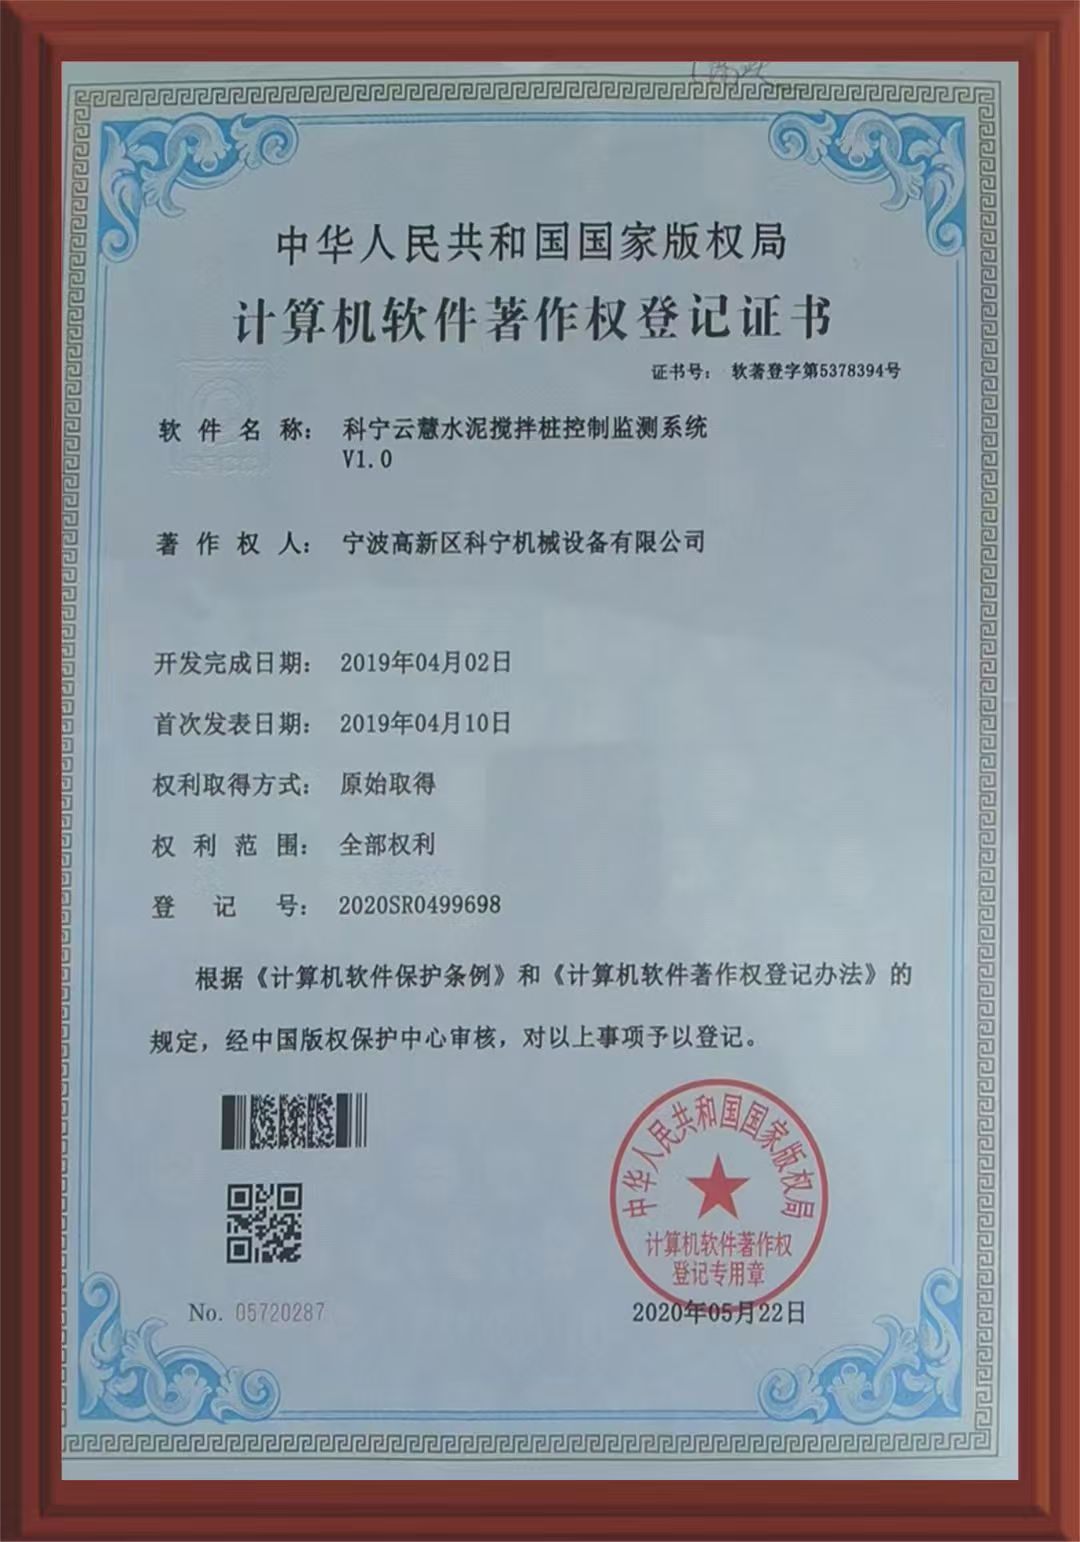 中华人民共和国国家版权局
计算机软件著作权登记证书
证书号： 软著登字第5378394号
软件名称： 科宁云慧水泥搅拌桩控制监测系统
V1.0
著作权人： 宁波高新区科宁机械设备有限公司
开发完成日期： 2019年04月02日
首次发表日期： 2019年04月10日
权利取得方式： 原始取得
权利范围： 全部权利
登记号： 2020SR0499698
根据《计算机软件保护条例》和《计算机软件著作权登记办法》的
规定，经中国版权保护中心审核，对以上事项予以登记。
中华人民共和国国家版权局
计算机软件著作权
登记专用章
No. 05720287
2020年05月22日